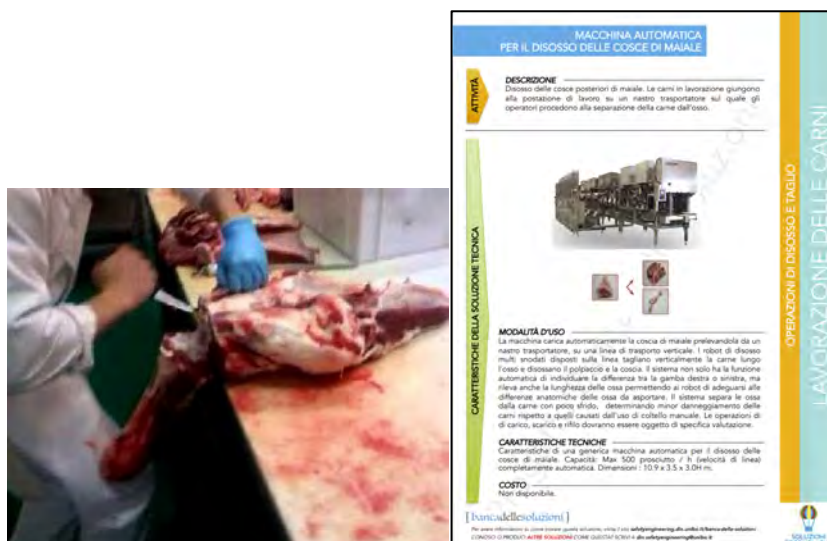 MACCHINA AUTOMATICA
PER IL DISOSSO DELLE COSCE DI MAIALE
ATTIVITÀ
DESCRIZIONE
Disosso delle cosce posteriori di maiale. Le carni in lavorazione giungono
alla postazione di lavoro su un nastro trasportatore sul quale gli
operatori procedono alla separazione della carne dall'osso.
CARATTERISTICHE DELLA SOLUZIONE TECNICA
MODALITÀ D'USO
La macchina carica automaticamente la coscia di maiale prelevandola da un
nastro trasportatore, su una linea di trasporto verticale. I robot di disosso
multi snodati disposti sulla linea tagliano verticalmente la carne lungo
l'osso e disossano il polpaccio e la coscia. Il sistema non solo ha la funzione
automatica di individuare la differenza tra la gamba destra o sinistra, ma
rileva anche la lunghezza delle ossa permettendo ai robot di adeguarsi alle
differenze anatomiche delle ossa da asportare. Il sistema separa le ossa
dalla carne con poco sfrido, determinando minor danneggiamento delle
carni rispetto a quelli causati dall'uso di coltello manuale. Le operazioni di
di carico, scarico e rifilo dovranno essere oggetto di specifica valutazione.
CARATTERISTICHE TECNICHE
Caratteristiche di una generica macchina automatica per il disosso delle
cosce di maiale. Capacità: Max 500 prosciutto / h (velocità di linea)
completamente automatica. Dimensioni : 10.9 x 3.5 x 3.0H m.
COSTO
Non disponibile.
[bancadellesoluzioni]
CONOSCI O PRODUCI ALTRE SOLUZIONI COME QUESTA? SCRIVI A
OPERAZIONI DI DISOSSO E TAGLIO
LAVORAZIONE DELLE CARNI
SOLUZIONI